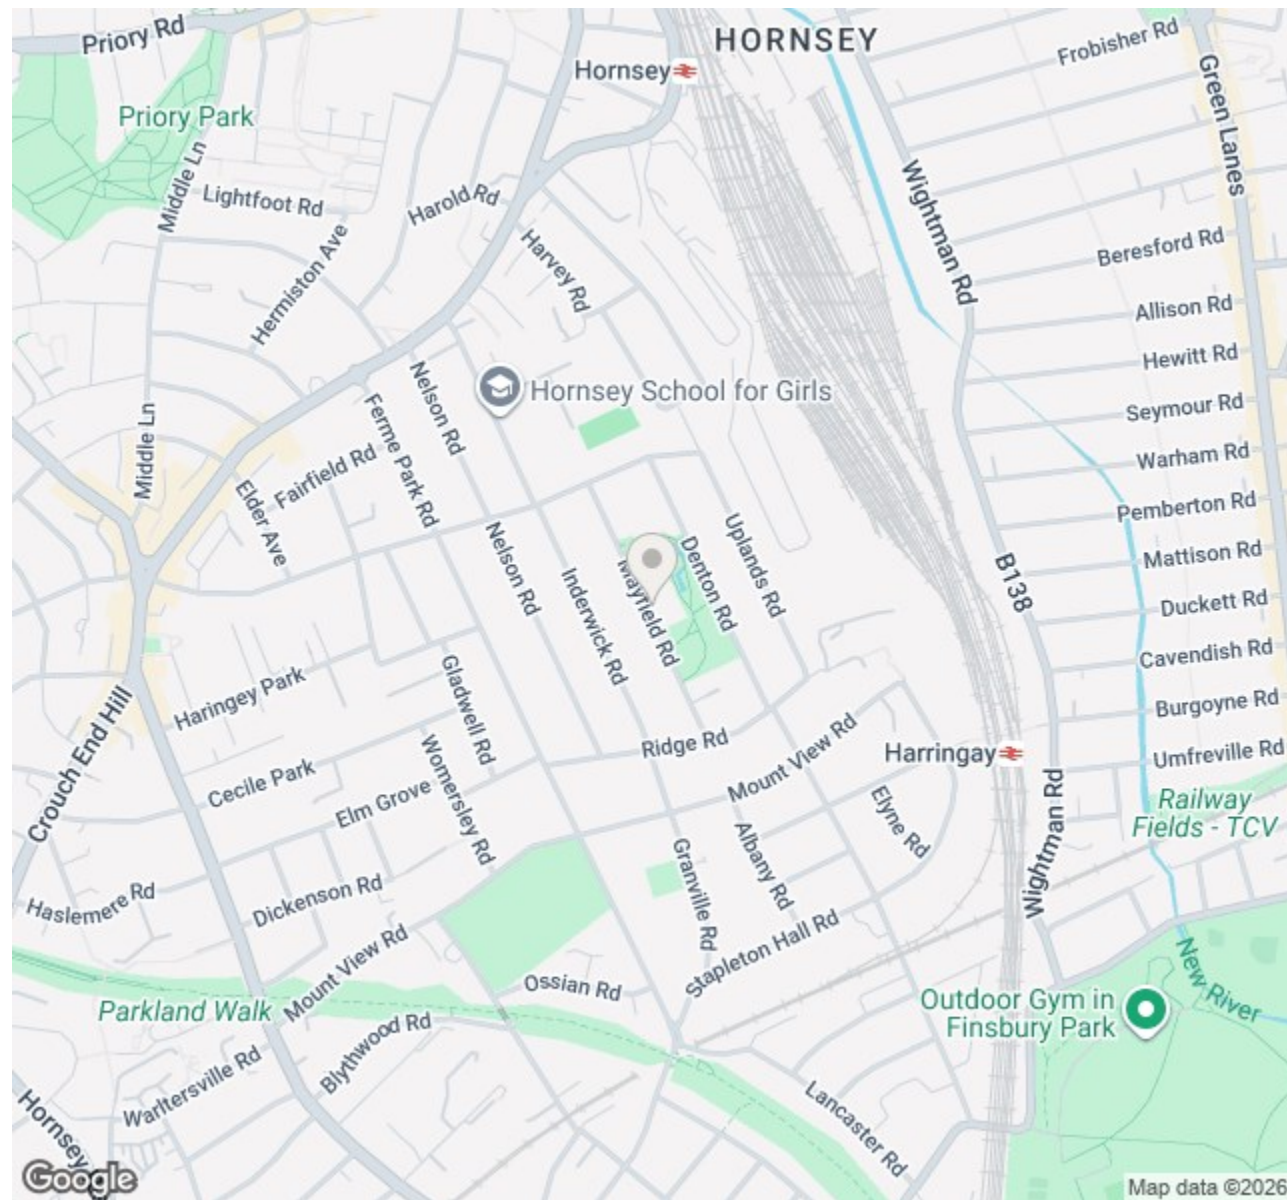 Priory Rd
HORNSEY
Frobisher Rd
Hornsey
Green Lanes
Priory Park
Middle Ln
Lightfoot Rd
Harold Rd
Wightman Rd
Hermiston Ave
Harvey Rd
Beresford Rd
Allison Rd
Hewitt Rd
Nelson Rd
Hornsey School for Girls
Seymour Rd
Ferme Park Rd
Middle Ln
Fairfield Rd
Warham Rd
Elder Ave
Pemberton Rd
Nelson Rd
Uplands Rd
Denton Rd
Mattison Rd
B138
Inderwick Rd
Mayfield Rd
Duckett Rd
Cavendish Rd
Haringey Park
Gladwell Rd
Burgoyne Rd
Crouch End Hill
Ridge Rd
Mount View Rd
Harringay
Umfreville Rd
Cecile Park
Womersley Rd
Elm Grove
Elyne Rd
Railway
Fields - TCV
Albany Rd
Granville Rd
Wightman Rd
Haslemere Rd
Dickenson Rd
Mount View Rd
Stapleton Hall Rd
Ossian Rd
New River
Parkland Walk
Outdoor Gym in
Finsbury Park
Blythwood Rd
Warltersville Rd
Lancaster Rd
Hornsey
Google
Map data ©2026